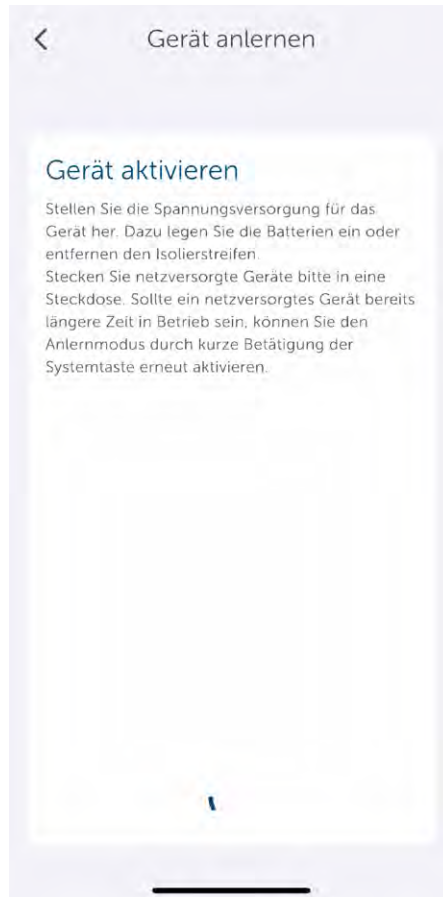 Gerät anlernen
Gerät aktivieren
Stellen Sie die Spannungsversorgung für das
Gerät her. Dazu legen Sie die Batterien ein oder
entfernen den Isolierstreifen.
Stecken Sie netzversorgte Geräte bitte in eine
Steckdose. Sollte ein netzversorgtes Gerät bereits
längere Zeit in Betrieb sein, können Sie den
Anlernmodus durch kurze Betätigung der
Systemtaste erneut aktivieren.